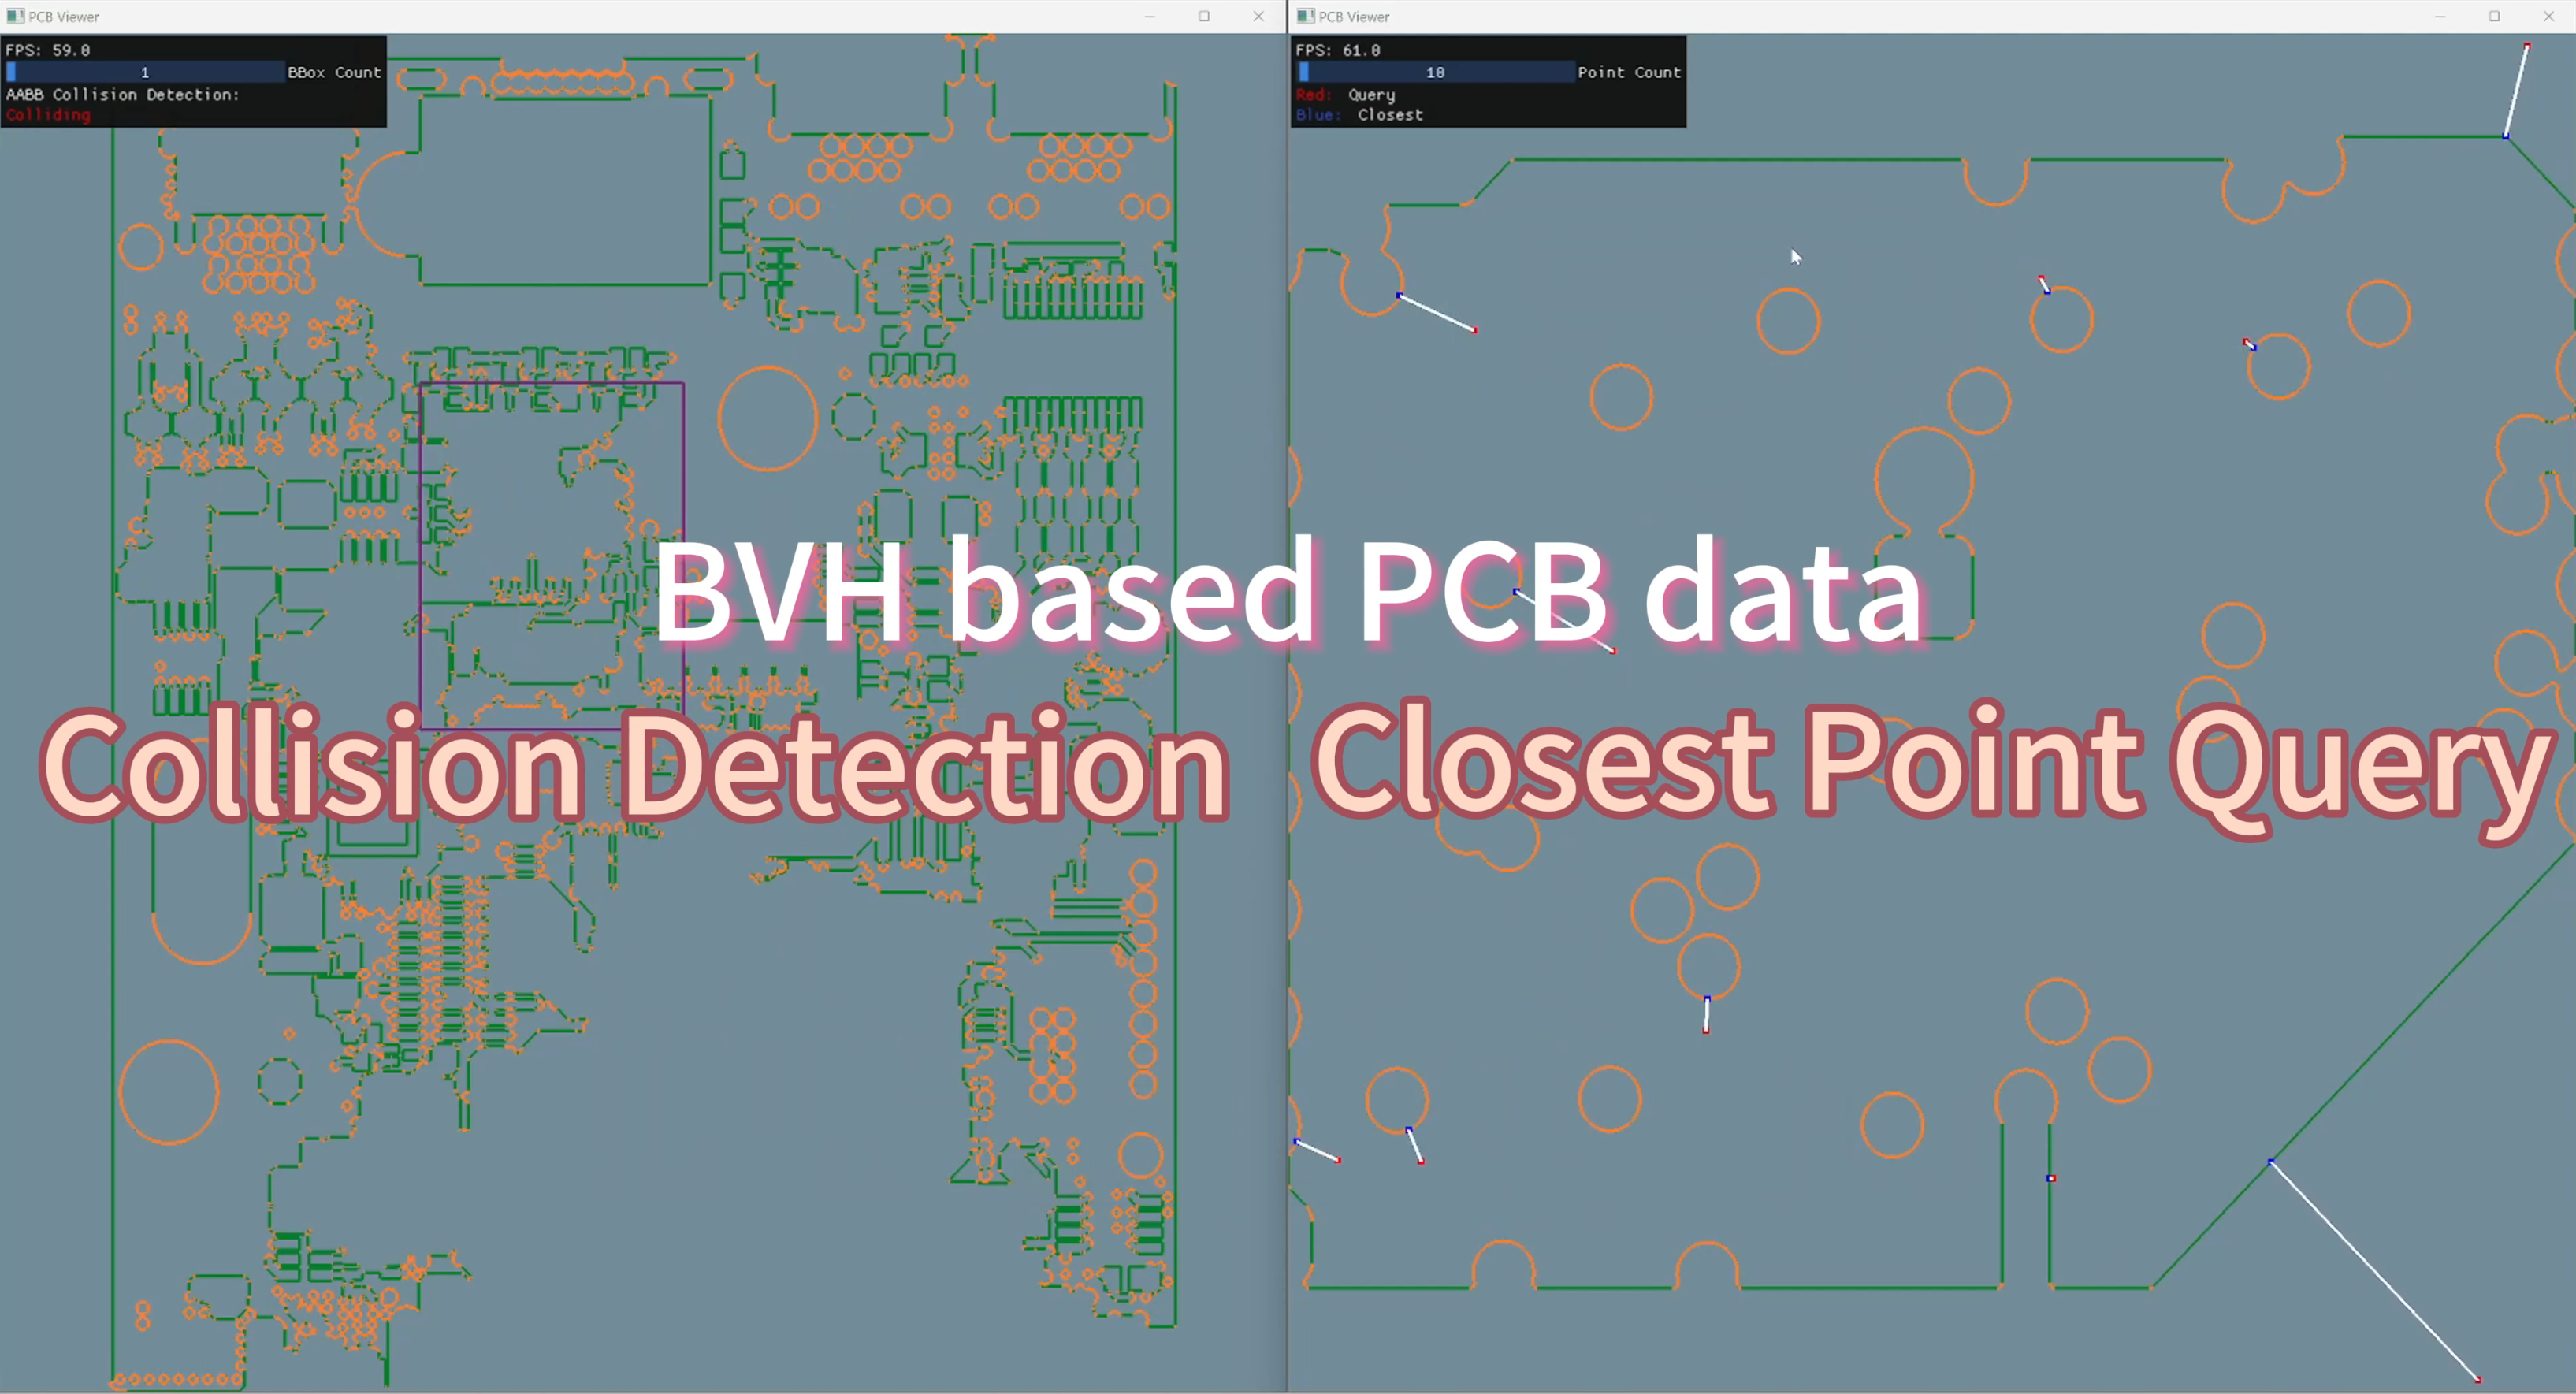 PCB Viewer
FPS: 59.0
1 BBox Count
AABB Collision Detection:
Colliding
PCB Viewer
FPS: 61.0
10 Point Count
Red: Query
Blue: Closest
BVH based PCB data
Collision Detection Closest Point Query